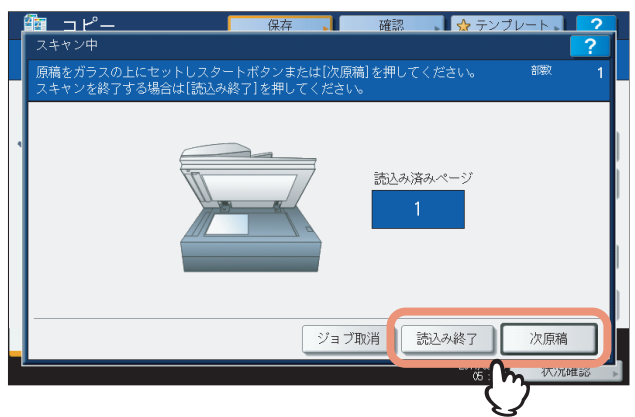 コピー
保存
確認
テンプレート
?
スキャン中
?
原稿をガラスの上にセットしスタートボタンまたは[次原稿]を押してください。
スキャンを終了する場合は[読込み終了]を押してください。
部数 1
読込み済みページ
1
ジョブ取消
読込み終了
次原稿
状況確認